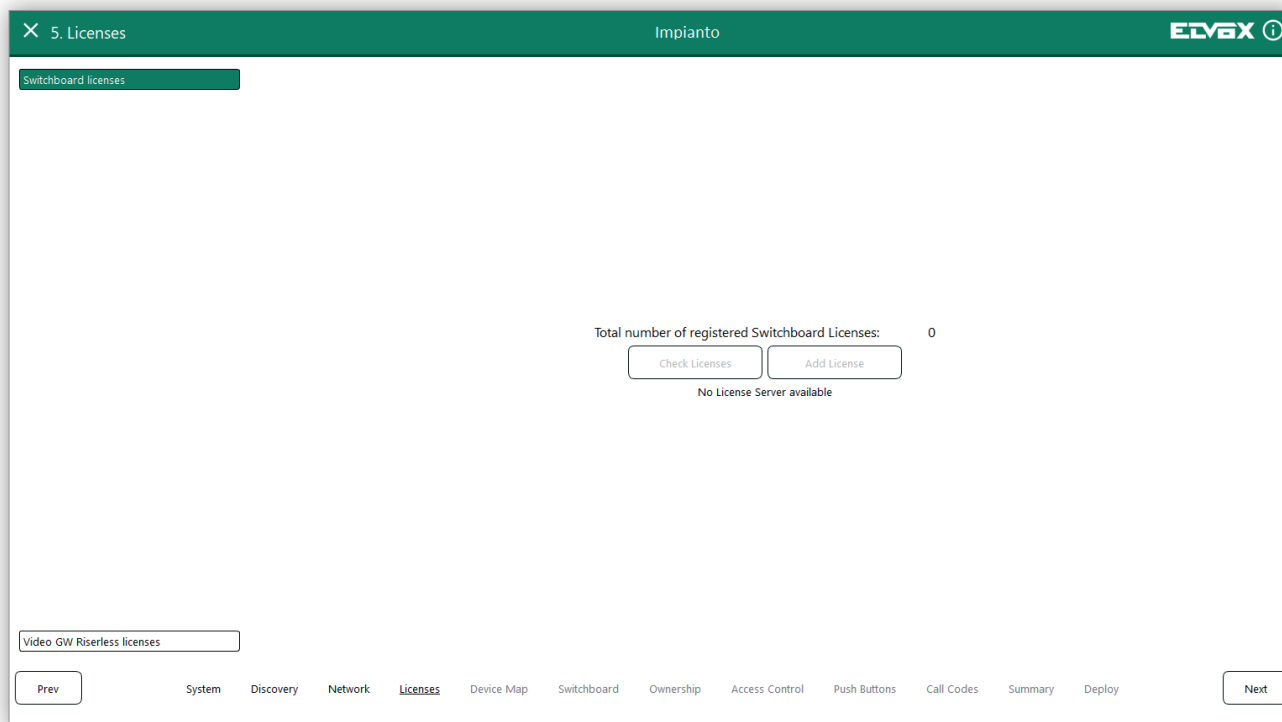 5. Licenses
Impianto
ELVOX
Switchboard licenses
Total number of registered Switchboard Licenses: 0
Check Licenses Add License
No License Server available
Video GW Riserless licenses
Prev System Discovery Network Licenses Device Map Switchboard Ownership Access Control Push Buttons Call Codes Summary Deploy Next